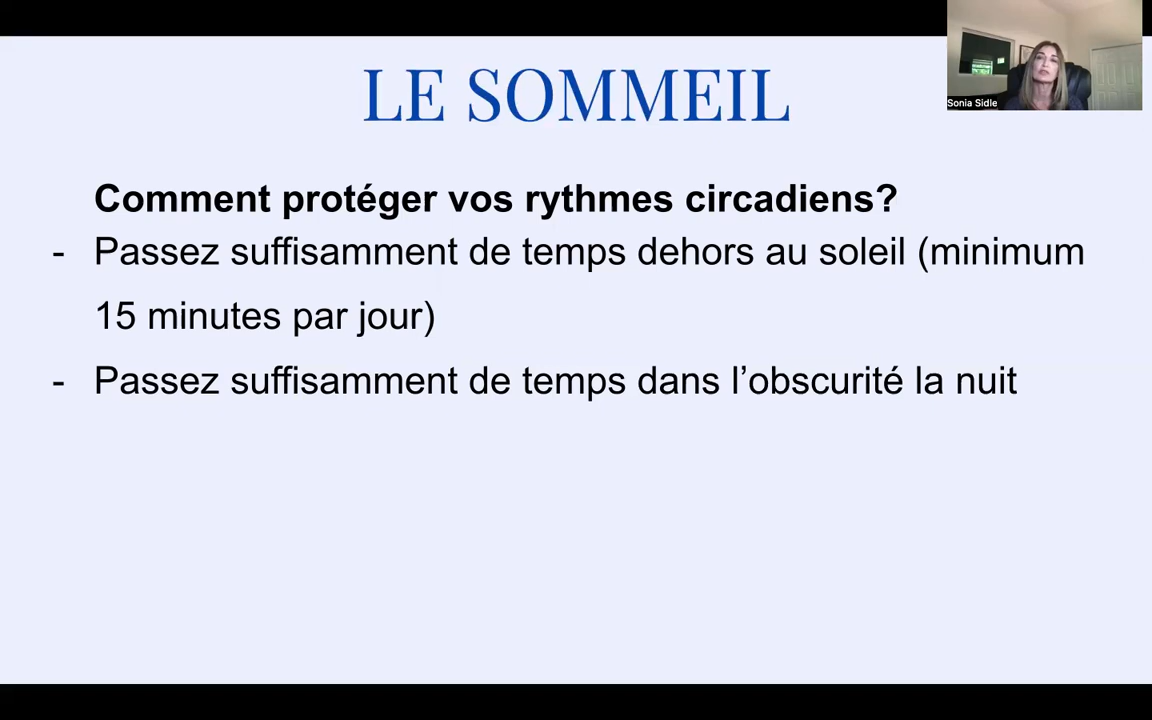 LE SOMMEIL
Sonia Sidle
Comment protéger vos rythmes circadiens?
- Passez suffisamment de temps dehors au soleil (minimum
15 minutes par jour)
- Passez suffisamment de temps dans l’obscurité la nuit